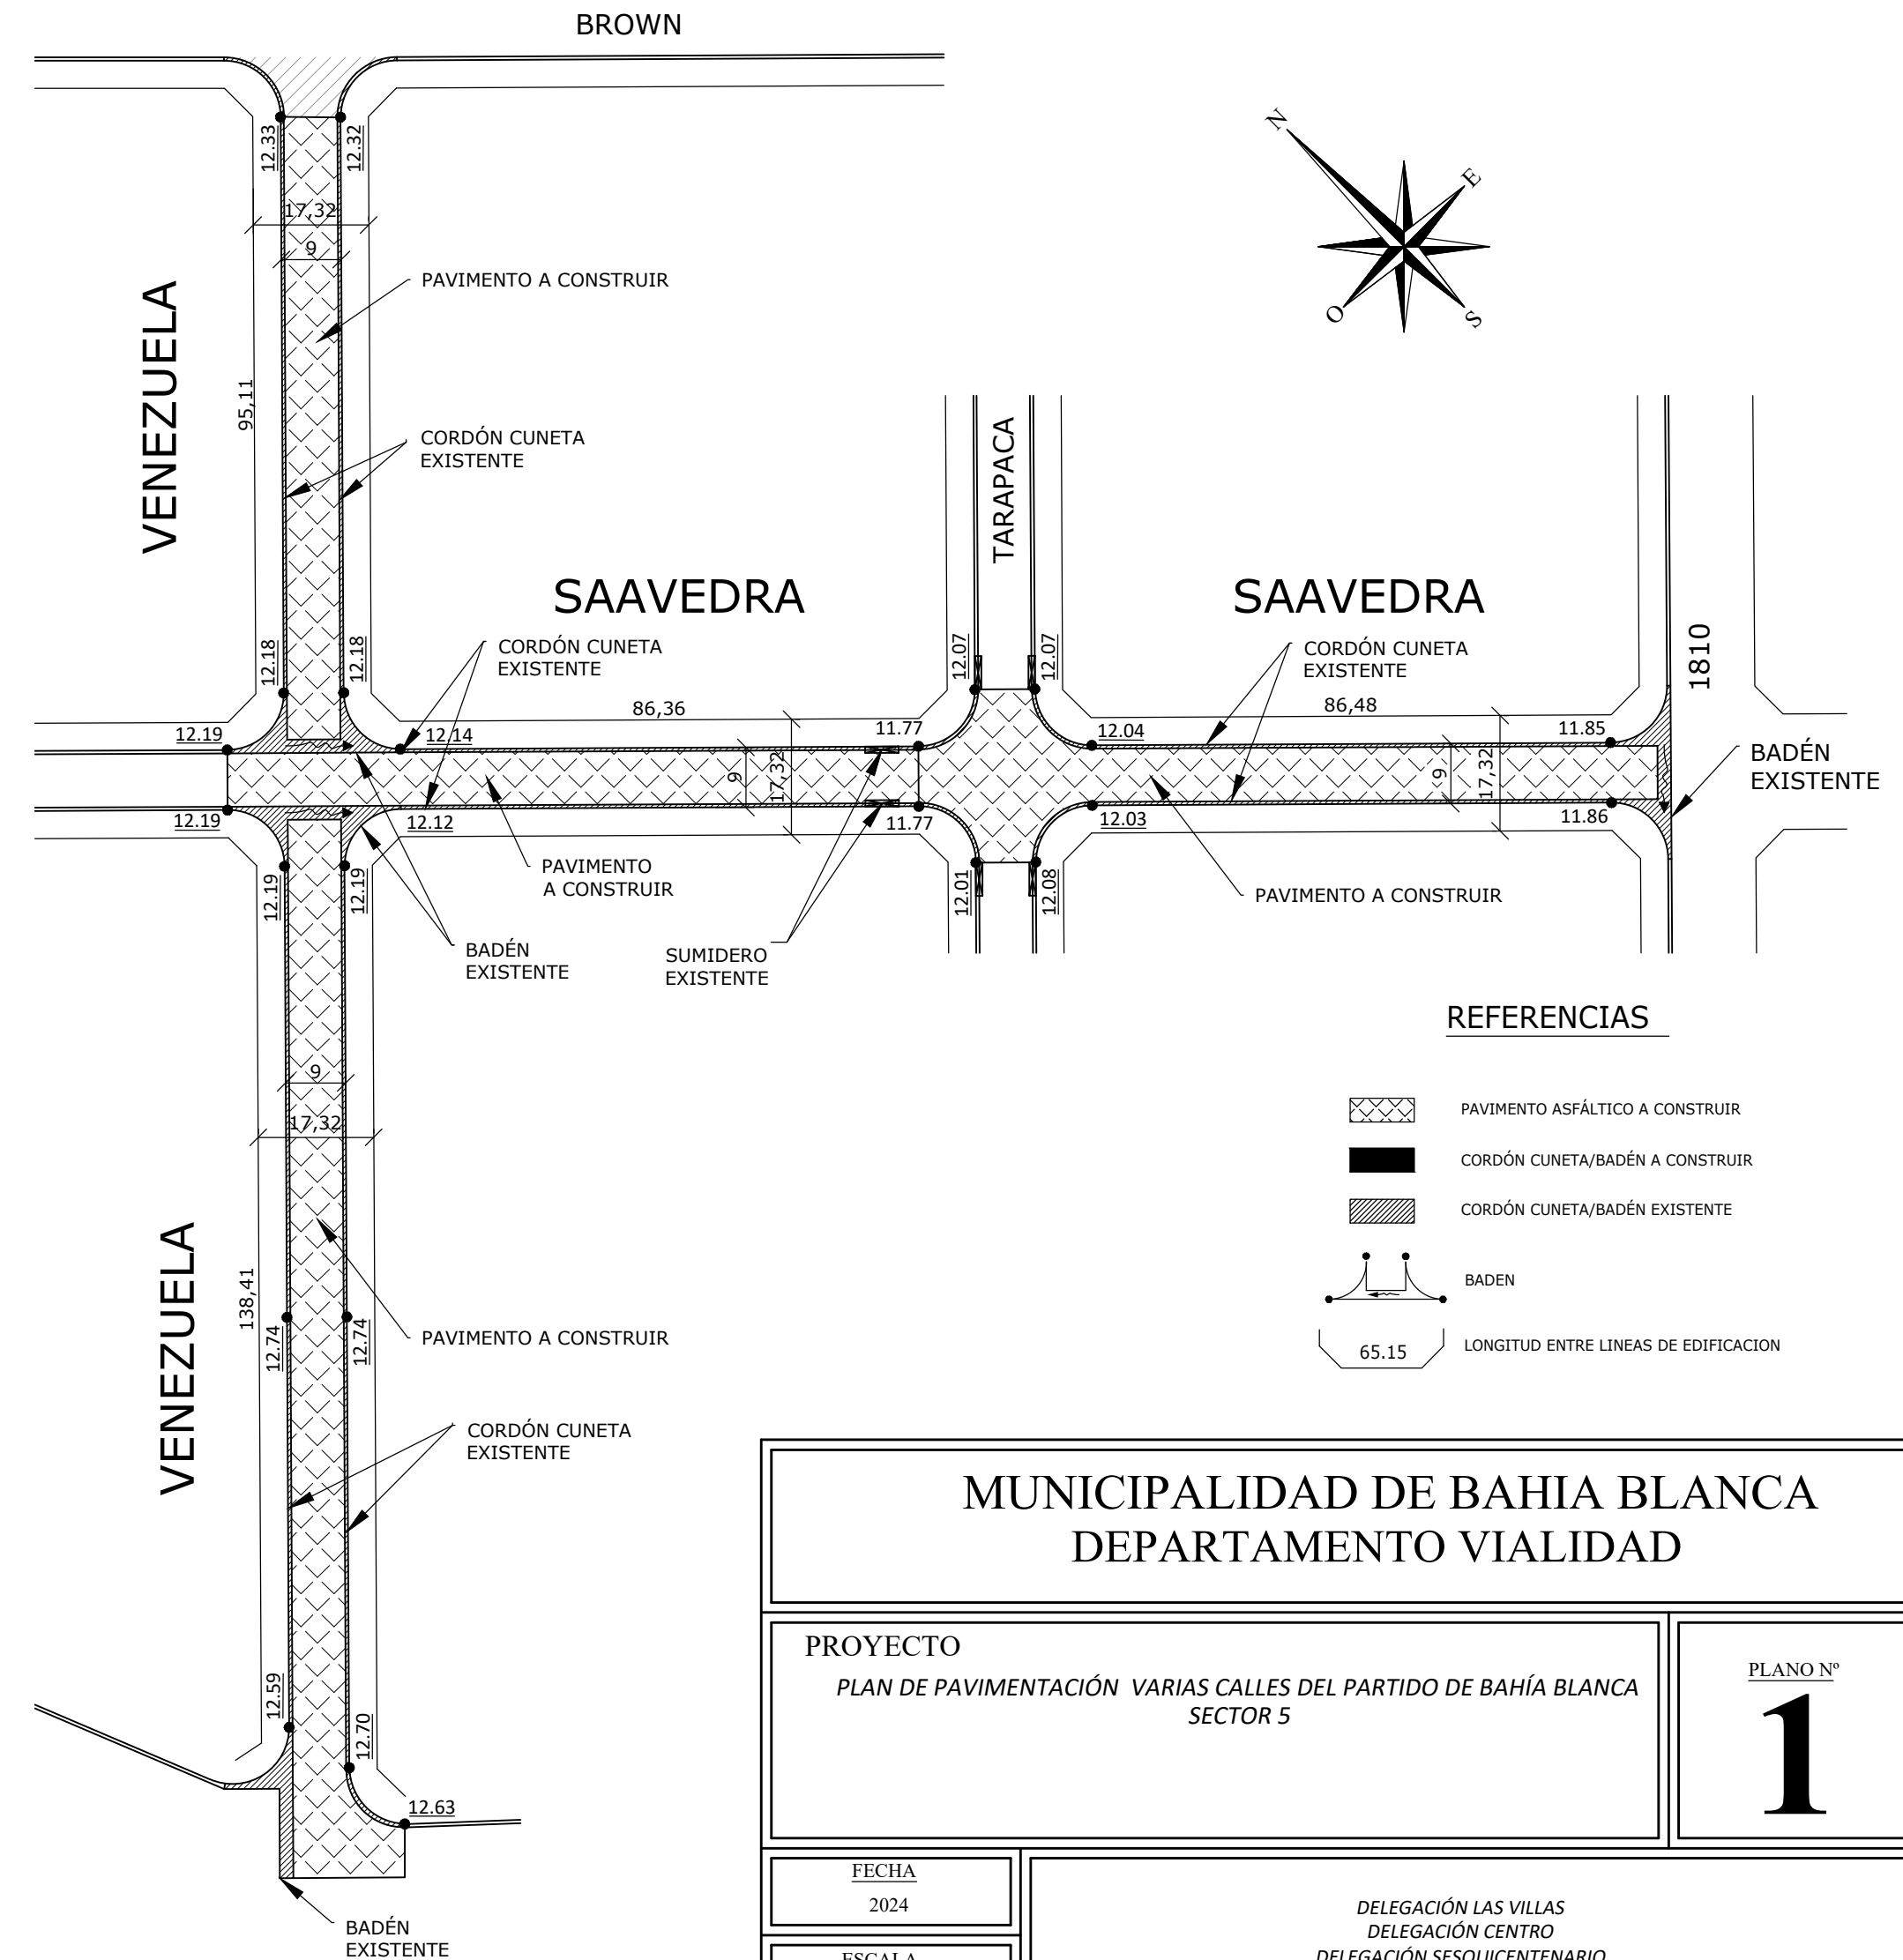 BROWN
12.33
12.32
17,32
9
PAVIMENTO A CONSTRUIR
N
E
O
S
VENEZUELA
95,11
CORDÓN CUNETA
EXISTENTE
TARAPACA
SAAVEDRA
SAAVEDRA
12.18
12.18
CORDÓN CUNETA
EXISTENTE
12.07
12.07
CORDÓN CUNETA
EXISTENTE
1810
86,36
86,48
12.19
12.14
11.77
12.04
11.85
9
17,32
9
17,32
BADÉN
EXISTENTE
12.19
12.12
11.77
12.03
11.86
12.19
12.19
PAVIMENTO
A CONSTRUIR
12.01
12.08
PAVIMENTO A CONSTRUIR
BADÉN
EXISTENTE
SUMIDERO
EXISTENTE
9
17,32
VENEZUELA
138,41
12.74
12.74
PAVIMENTO A CONSTRUIR
CORDÓN CUNETA
EXISTENTE
12.59
12.70
12.63
BADÉN
EXISTENTE
REFERENCIAS
PAVIMENTO ASFÁLTICO A CONSTRUIR
CORDÓN CUNETA/BADÉN A CONSTRUIR
CORDÓN CUNETA/BADÉN EXISTENTE
BADEN
65.15
LONGITUD ENTRE LINEAS DE EDIFICACION
MUNICIPALIDAD DE BAHIA BLANCA
DEPARTAMENTO VIALIDAD
PROYECTO
PLAN DE PAVIMENTACIÓN VARIAS CALLES DEL PARTIDO DE BAHÍA BLANCA
SECTOR 5
PLANO Nº
1
FECHA
2024
ESCALA
DELEGACIÓN LAS VILLAS
DELEGACIÓN CENTRO
DELEGACIÓN SESQUICENTENARIO